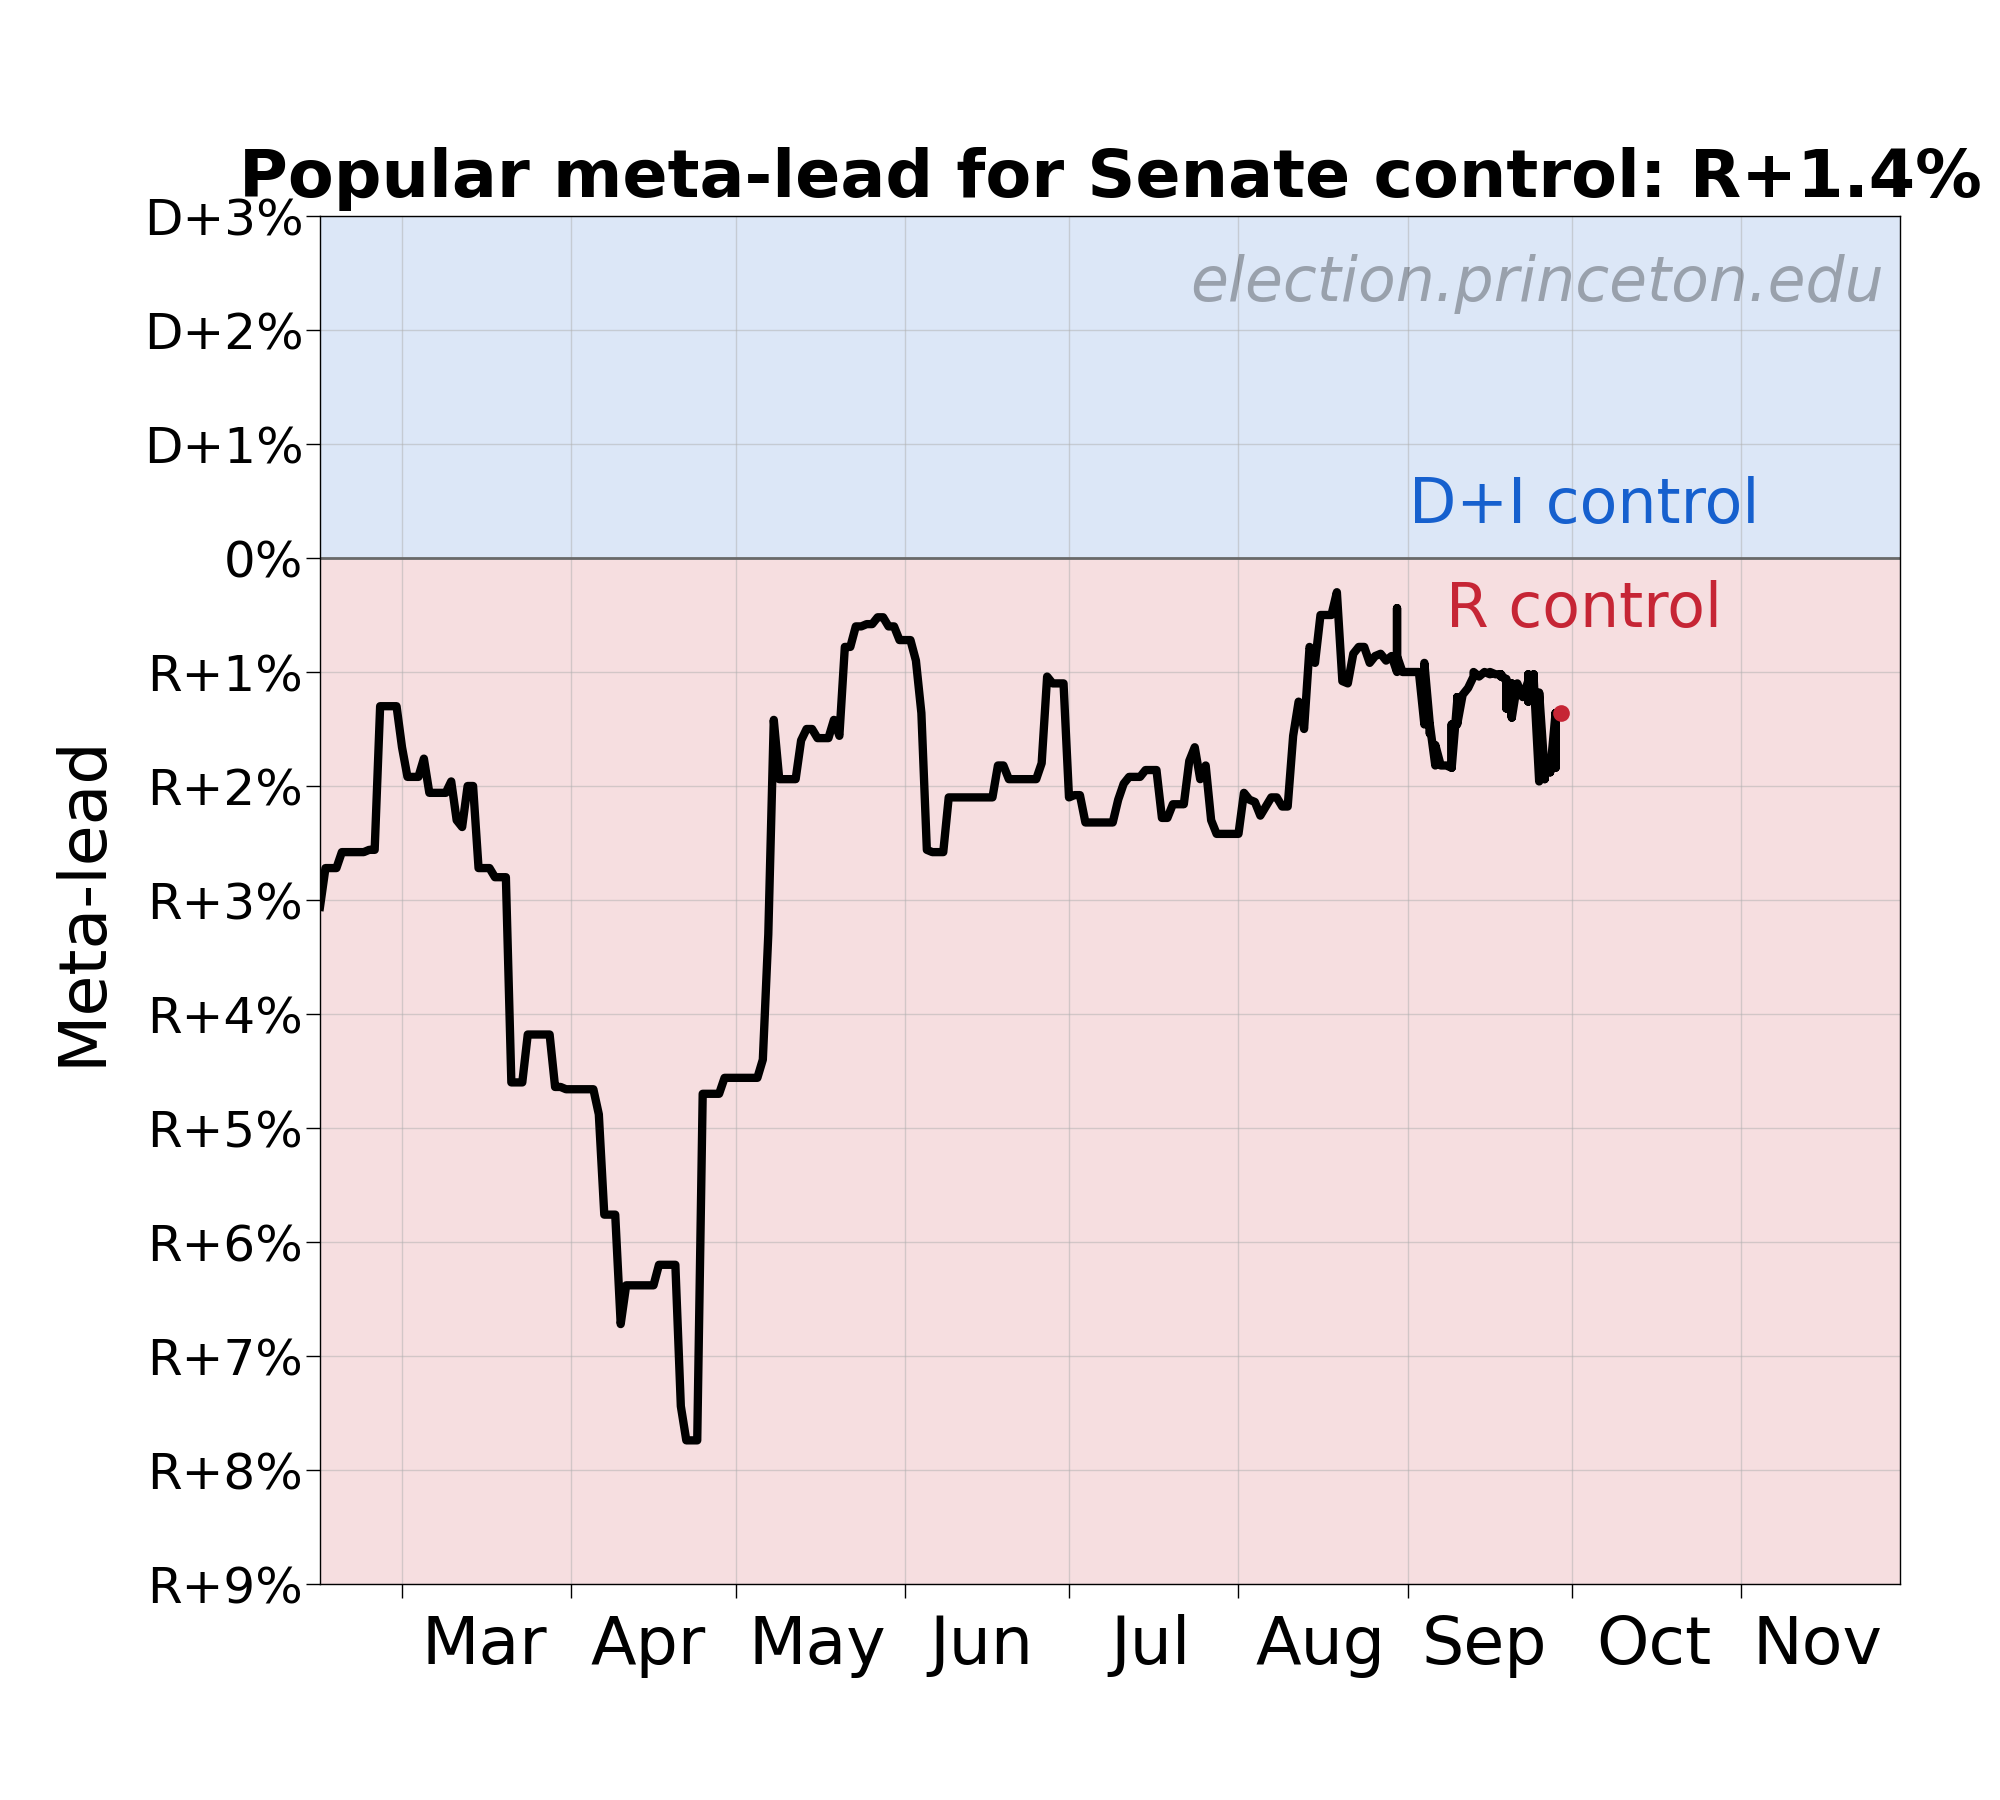 Popular meta-lead for Senate control: R+1.4%
D+3%
election.princeton.edu
D+2%
D+1%
D+I control
0%
R control
R+1%
R+2%
R+3%
Meta-lead
R+4%
R+5%
R+6%
R+7%
R+8%
R+9%
Mar Apr May Jun Jul Aug Sep Oct Nov